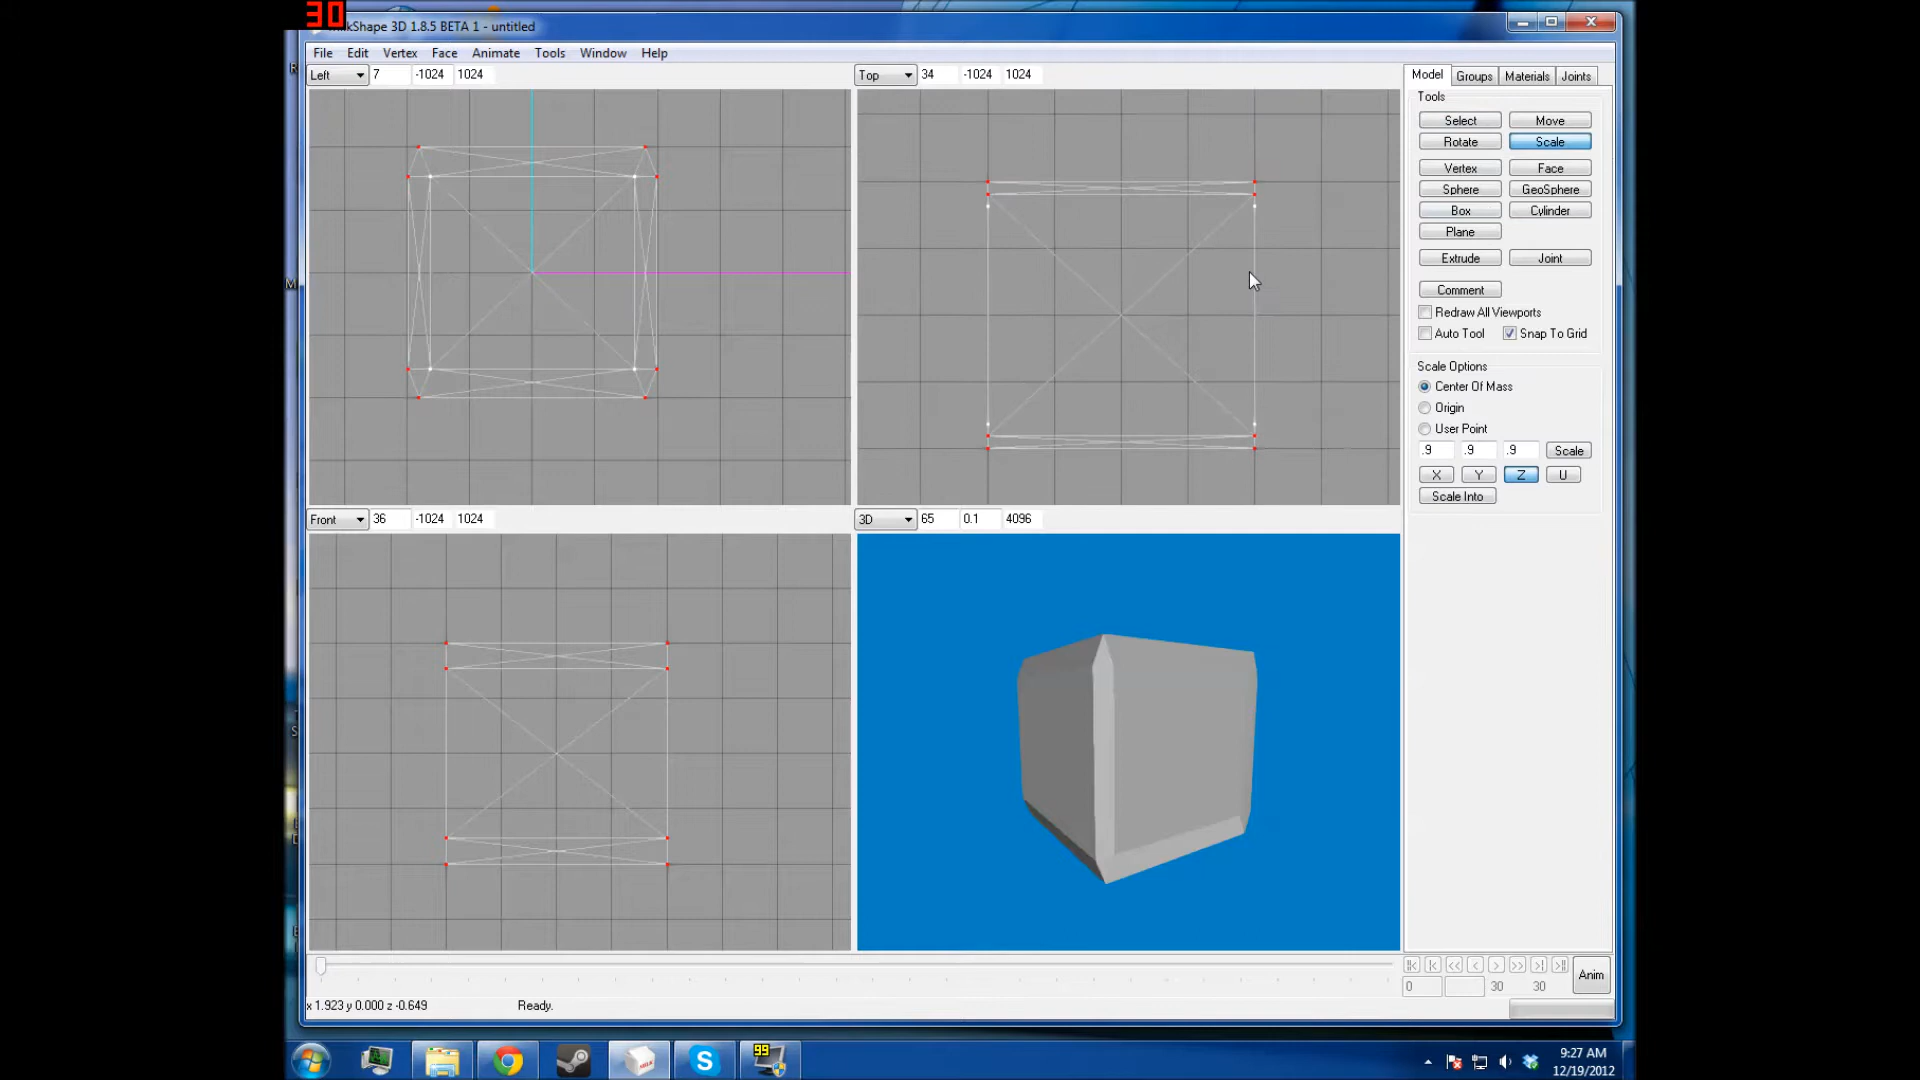 30
MilkShape 3D 1.8.5 BETA 1 - untitled
File Edit Vertex Face Animate Tools Window Help
Left 7 -1024 1024
Top 34 -1024 1024
Model Groups Materials Joints
Tools
Select Move
Rotate Scale
Vertex Face
Sphere GeoSphere
Box Cylinder
Plane
Extrude Joint
Comment
Redraw All Viewports
Auto Tool Snap To Grid
Scale Options
Center Of Mass
Origin
User Point
.9 .9 .9 Scale
X Y Z U
Scale Into
Front 36 -1024 1024
3D 65 0.1 4096
0 30 30
Anim
x 1.923 y 0.000 z -0.649 Ready.
99
9:27 AM
12/19/2012